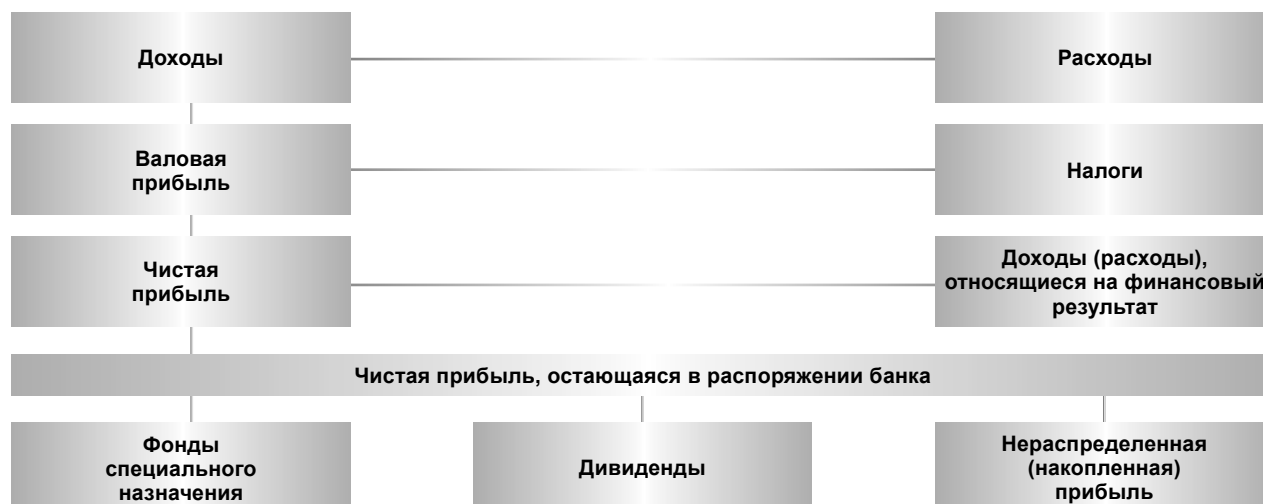 Доходы
Расходы
Валовая
прибыль
Налоги
Чистая
прибыль
Доходы (расходы),
относящиеся на финансовый
результат
Чистая прибыль, остающаяся в распоряжении банка
Фонды
специального
назначения
Дивиденды
Нераспределенная
(накопленная)
прибыль